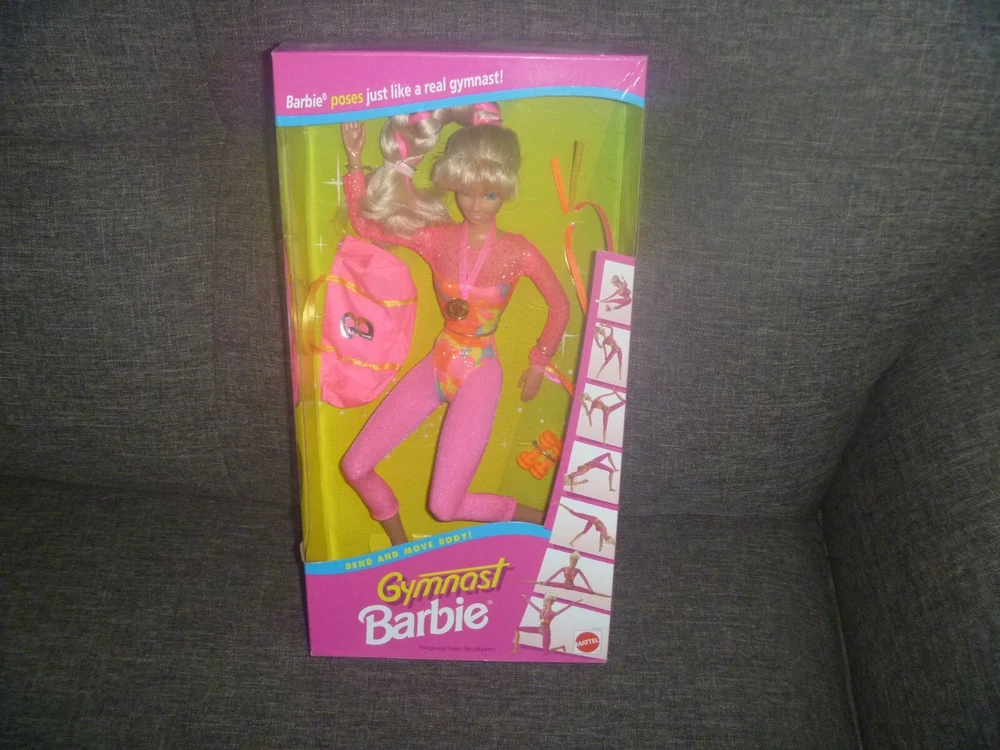 Barbie® poses just like a real gymnast!
B
BEND AND MOVE BODY!
Gymnast
Barbie®
MATTEL